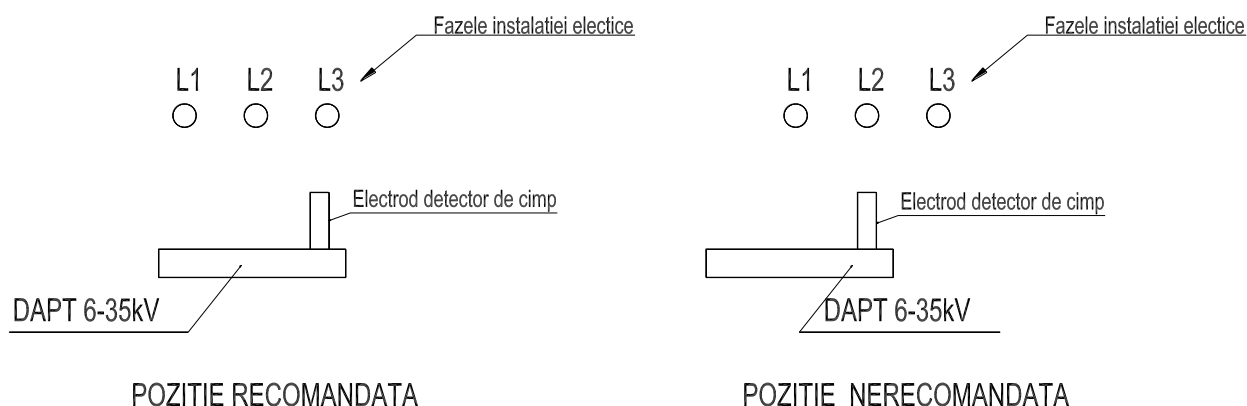 Fazele instalatiei electice
L1 L2 L3
Electrod detector de cimp
DAPT 6-35kV
POZITIE RECOMANDATA
Fazele instalatiei electice
L1 L2 L3
Electrod detector de cimp
DAPT 6-35kV
POZITIE NERECOMANDATA